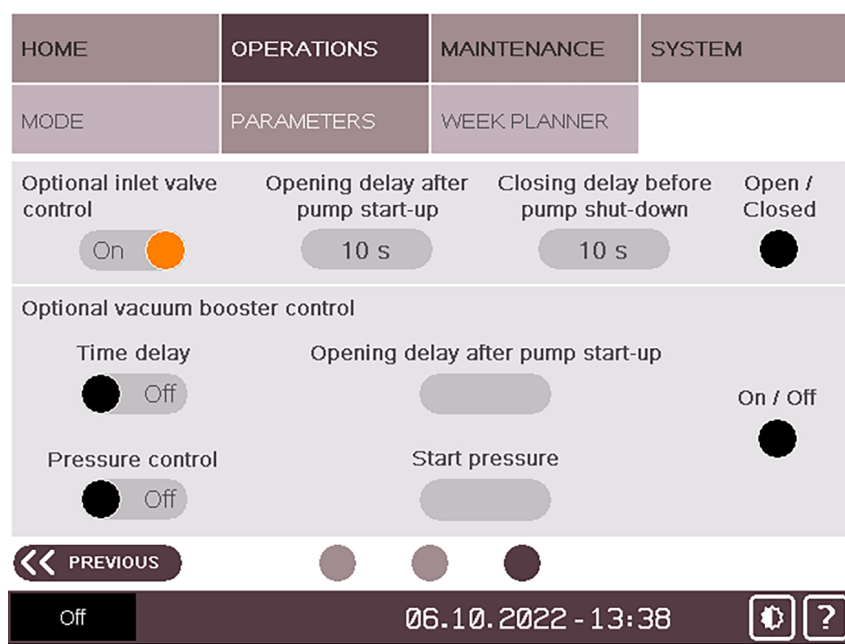 HOME OPERATIONS MAINTENANCE SYSTEM
MODE PARAMETERS WEEK PLANNER
Optional inlet valve control
Opening delay after pump start-up
Closing delay before pump shut-down
Open / Closed
On 10 s 10 s
Optional vacuum booster control
Time delay Opening delay after pump start-up
Off
On / Off
Pressure control Start pressure
Off
PREVIOUS
Off 06.10.2022 - 13:38 ?